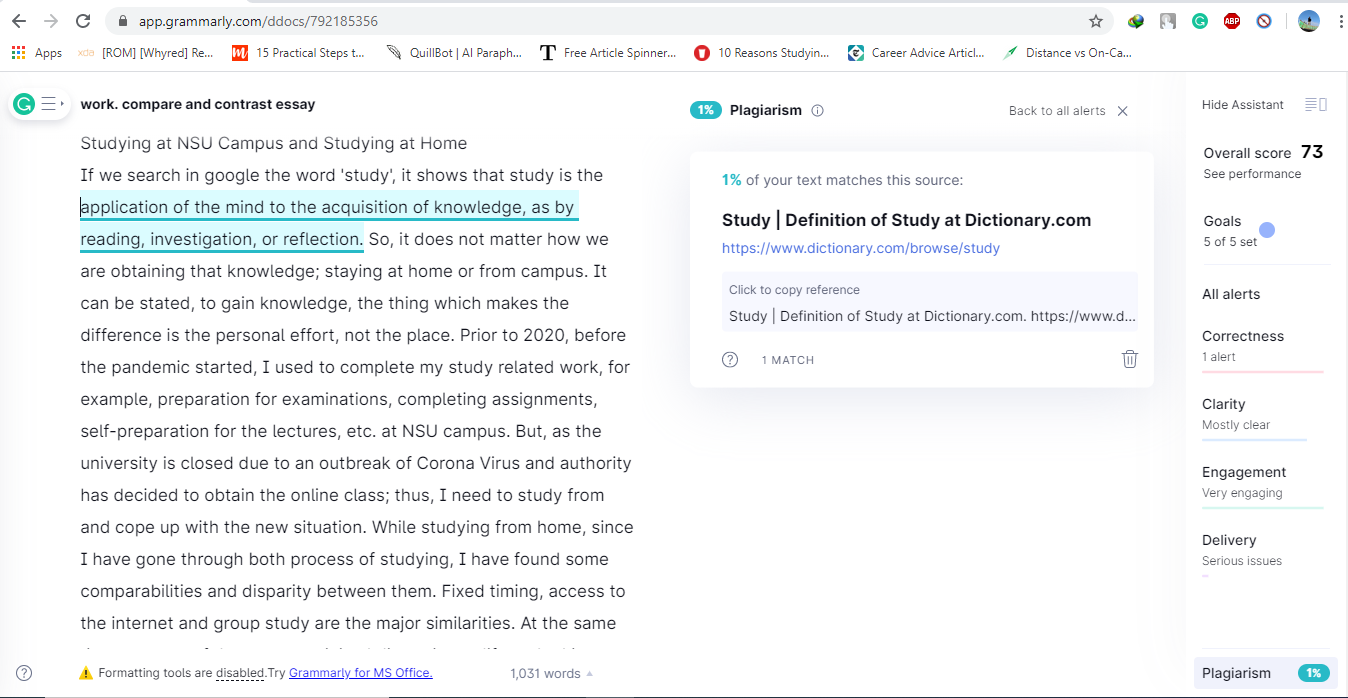 app.grammarly.com/ddocs/792185356
ABP
Apps
xda [ROM] [Whyred] Re...
15 Practical Steps t...
QuillBot | AI Paraph...
T Free Article Spinner...
10 Reasons Studyin...
Career Advice Articl...
Distance vs On-Ca...
work. compare and contrast essay
Studying at NSU Campus and Studying at Home
If we search in google the word 'study', it shows that study is the
application of the mind to the acquisition of knowledge, as by
reading, investigation, or reflection. So, it does not matter how we
are obtaining that knowledge; staying at home or from campus. It
can be stated, to gain knowledge, the thing which makes the
difference is the personal effort, not the place. Prior to 2020, before
the pandemic started, I used to complete my study related work, for
example, preparation for examinations, completing assignments,
self-preparation for the lectures, etc. at NSU campus. But, as the
university is closed due to an outbreak of Corona Virus and authority
has decided to obtain the online class; thus, I need to study from
and cope up with the new situation. While studying from home, since
I have gone through both process of studying, I have found some
comparabilities and disparity between them. Fixed timing, access to
the internet and group study are the major similarities. At the same
Formatting tools are disabled.Try Grammarly for MS Office.
1,031 words
1% Plagiarism
Back to all alerts
1% of your text matches this source:
Study | Definition of Study at Dictionary.com
https://www.dictionary.com/browse/study
Click to copy reference
Study | Definition of Study at Dictionary.com. https://www.d...
1 MATCH
Hide Assistant
Overall score 73
See performance
Goals
5 of 5 set
All alerts
Correctness
1 alert
Clarity
Mostly clear
Engagement
Very engaging
Delivery
Serious issues
Plagiarism 1%